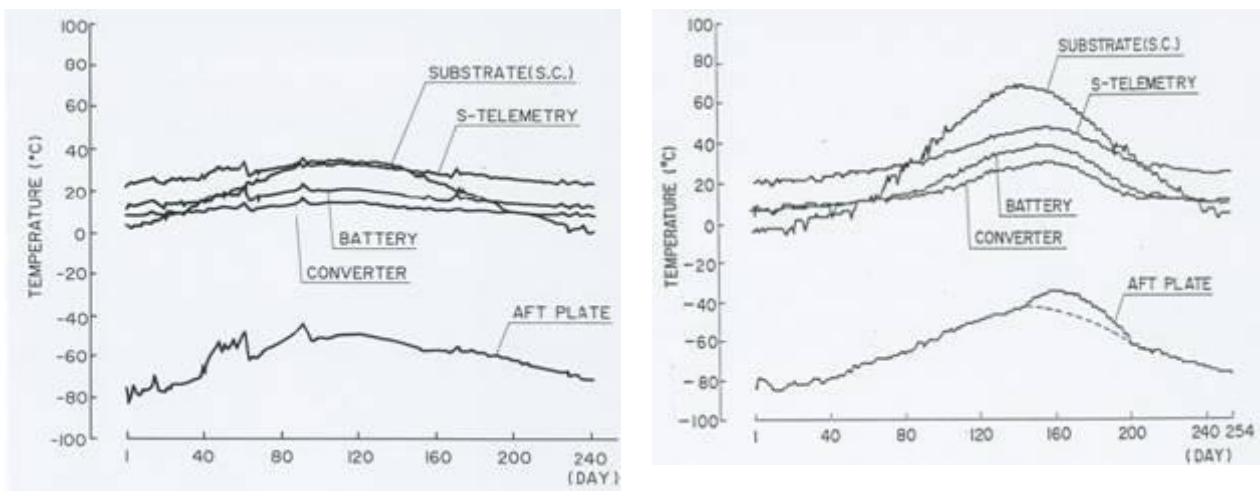 100
80
60
40
20
0
-20
-40
-60
-80
-100
TEMPERATURE (°C)
SUBSTRATE(S.C.)
S-TELEMETRY
BATTERY
CONVERTER
AFT PLATE
1 40 80 120 160 200 240
(DAY)
100
80
60
40
20
0
-20
-40
-60
-80
-100
TEMPERATURE (°C)
SUBSTRATE(S.C.)
S-TELEMETRY
BATTERY
CONVERTER
AFT PLATE
1 40 80 120 160 200 240 254
(DAY)